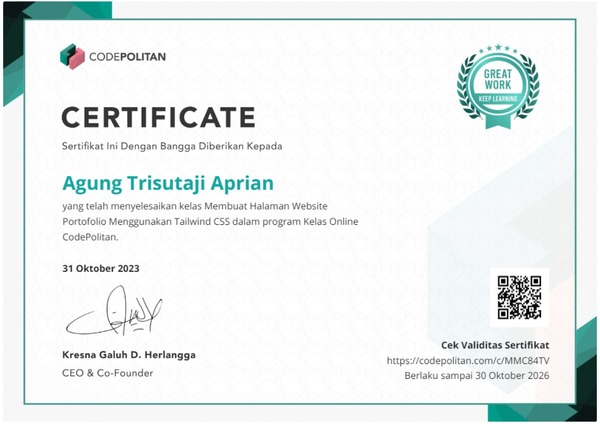 CODEPOLITAN
GREAT
WORK
KEEP LEARNING
CERTIFICATE
Sertifikat Ini Dengan Bangga Diberikan Kepada
Agung Trisutaji Aprian
yang telah menyelesaikan kelas Membuat Halaman Website
Portofolio Menggunakan Tailwind CSS dalam program Kelas Online
CodePolitan.
31 Oktober 2023
Kresna Galuh D. Herlangga
CEO & Co-Founder
Cek Validitas Sertifikat
https://codepolitan.com/c/MMC84TV
Berlaku sampai 30 Oktober 2026